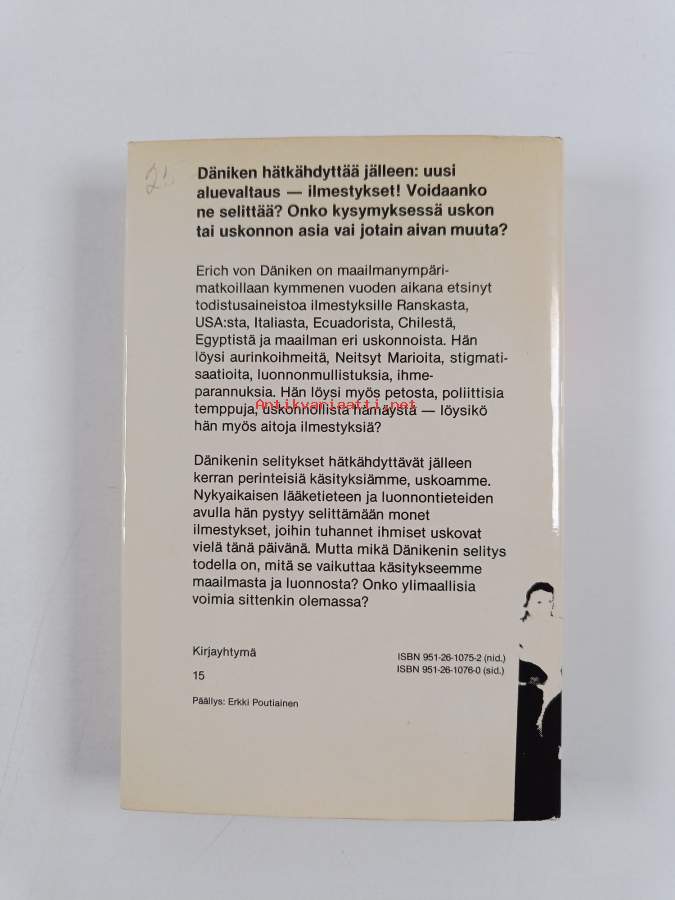 Däniken hätkähdyttää jälleen: uusi
aluevaltaus — ilmestykset! Voidaanko
ne selittää? Onko kysymyksessä uskon
tai uskonnon asia vai jotain aivan muuta?
Erich von Däniken on maailmanympäri-
matkoillaan kymmenen vuoden aikana etsinyt
todistusaineistoa ilmestyksille Ranskasta,
USA:sta, Italiasta, Ecuadorista, Chilestä,
Egyptistä ja maailman eri uskonnoista. Hän
löysi aurinkoihmeitä, Neitsyt Marioita, stigmati-
saatioita, luonnonmullistuksia, ihme-
parannuksia. Hän löysi myös petosta, poliittisia
Antikvariaatti.net
temppuja, uskonnollista hämäystä — löysikö
hän myös aitoja ilmestyksiä?
Dänikenin selitykset hätkähdyttävät jälleen
kerran perinteisiä käsityksiämme, uskoamme.
Nykyaikaisen lääketieteen ja luonnontieteiden
avulla hän pystyy selittämään monet
ilmestykset, joihin tuhannet ihmiset uskovat
vielä tänä päivänä. Mutta mikä Dänikenin selitys
todella on, mitä se vaikuttaa käsitykseemme
maailmasta ja luonnosta? Onko ylimaallisia
voimia sittenkin olemassa?
Kirjayhtymä
15
Päällys: Erkki Poutiainen
ISBN 951-26-1075-2 (nid.)
ISBN 951-26-1076-0 (sid.)